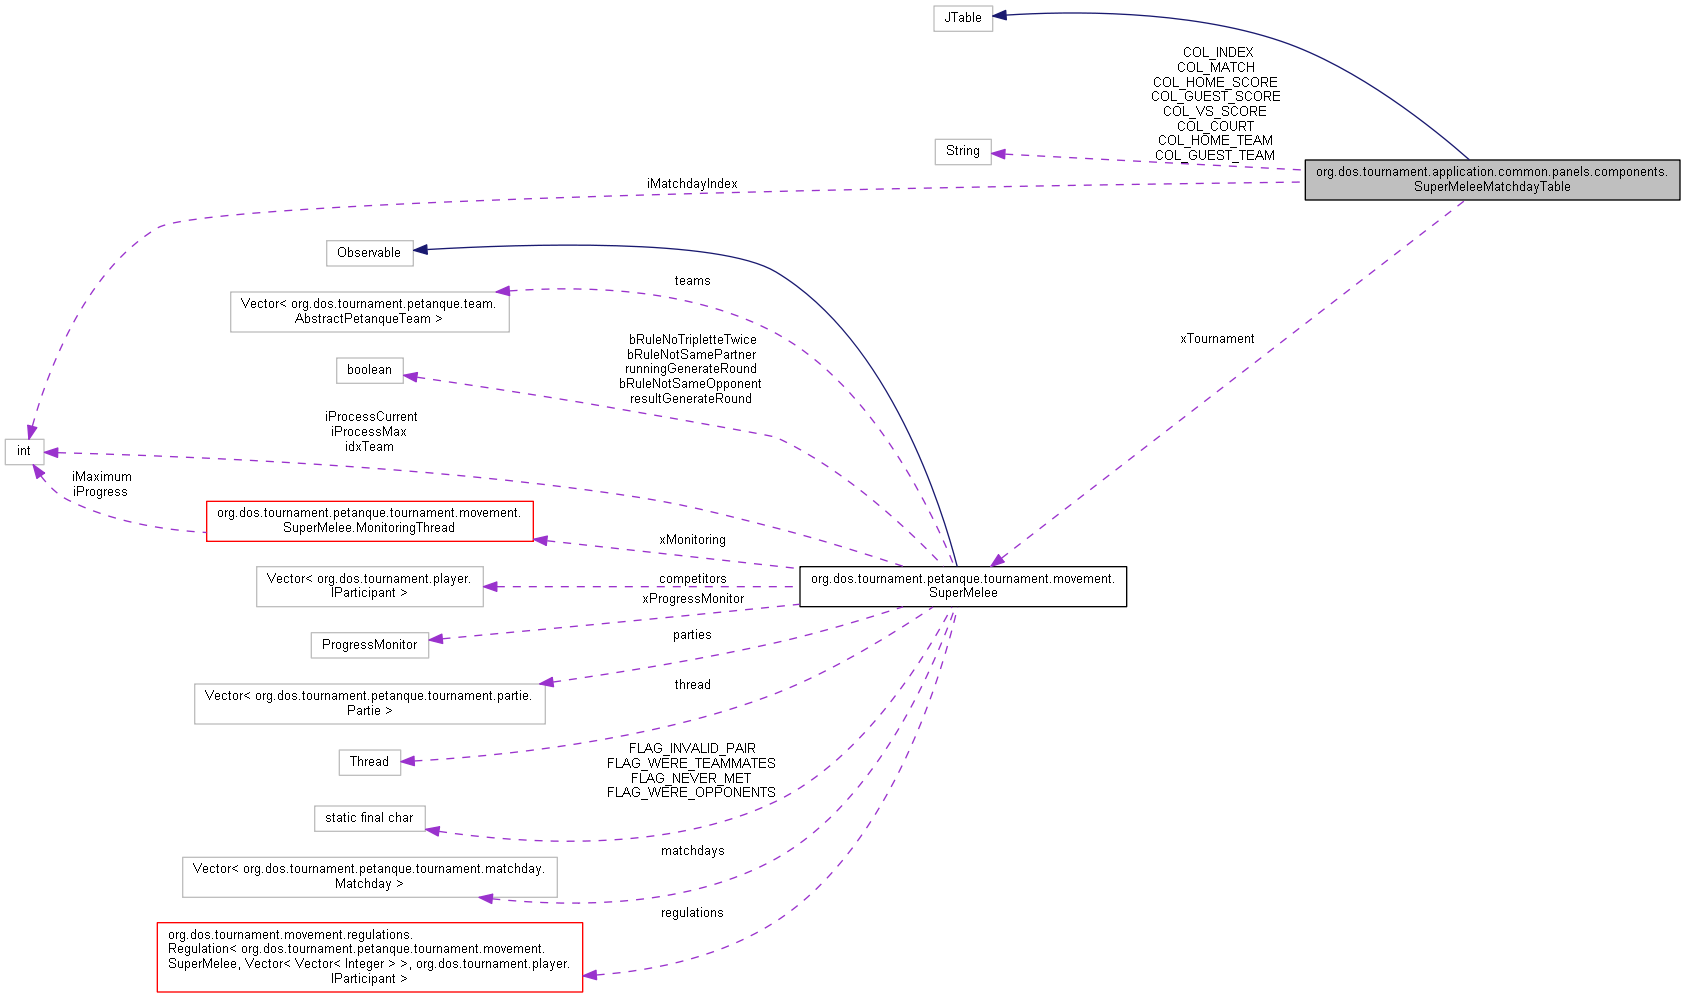 JTable
COL_INDEX
COL_MATCH
COL_HOME_SCORE
COL_GUEST_SCORE
COL_VS_SCORE
COL_COURT
COL_HOME_TEAM
COL_GUEST_TEAM
String
org.dos.tournament.application.common.panels.components.
SuperMeleeMatchdayTable
iMatchdayIndex
Observable
teams
Vector< org.dos.tournament.petanque.team.
AbstractPetanqueTeam >
xTournament
bRuleNoTripletteTwice
bRuleNotSamePartner
runningGenerateRound
bRuleNotSameOpponent
resultGenerateRound
boolean
iProcessCurrent
iProcessMax
idxTeam
int
iMaximum
iProgress
org.dos.tournament.petanque.tournament.movement.
SuperMelee.MonitoringThread
xMonitoring
Vector< org.dos.tournament.player.
IParticipant >
competitors
org.dos.tournament.petanque.tournament.movement.
SuperMelee
xProgressMonitor
ProgressMonitor
parties
Vector< org.dos.tournament.petanque.tournament.partie.
Partie >
thread
Thread
FLAG_INVALID_PAIR
FLAG_WERE_TEAMMATES
FLAG_NEVER_MET
FLAG_WERE_OPPONENTS
static final char
matchdays
Vector< org.dos.tournament.petanque.tournament.matchday.
Matchday >
regulations
org.dos.tournament.movement.regulations.
Regulation< org.dos.tournament.petanque.tournament.movement.
SuperMelee, Vector< Vector< Integer > >, org.dos.tournament.player.
IParticipant >